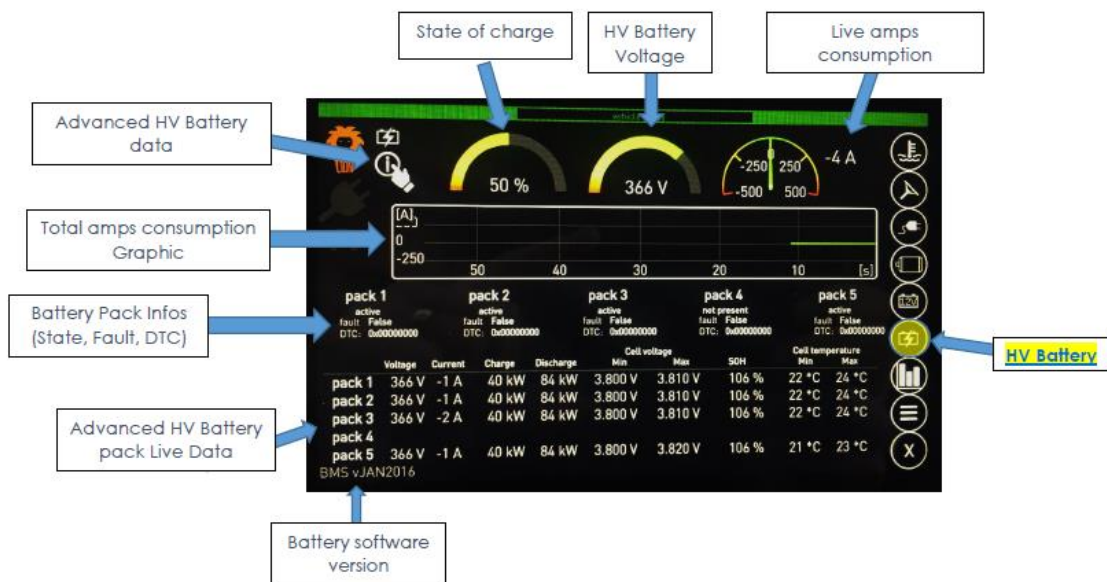 State of charge
HV Battery
Voltage
Live amps
consumption
Advanced HV Battery
data
50 %
366 V
-250
250
-500
500
-4 A
Total amps consumption
Graphic
[A]
0
-250
50
40
30
20
10
[s]
12V
Battery Pack Infos
(State, Fault, DTC)
pack 1
active
fault False
DTC: 0x00000000
pack 2
active
fault False
DTC: 0x00000000
pack 3
active
fault False
DTC: 0x00000000
pack 4
not present
fault False
DTC: 0x00000000
pack 5
active
fault False
DTC: 0x00000000
HV Battery
Cell voltage
Cell temperature
Voltage Current Charge Discharge Min Max SOH Min Max
pack 1 366 V -1 A 40 kW 84 kW 3.800 V 3.810 V 106 % 22 °C 24 °C
pack 2 366 V -1 A 40 kW 84 kW 3.800 V 3.810 V 106 % 22 °C 24 °C
pack 3 366 V -2 A 40 kW 84 kW 3.800 V 3.810 V 106 % 22 °C 24 °C
pack 4
pack 5 366 V -1 A 40 kW 84 kW 3.800 V 3.820 V 106 % 21 °C 23 °C
X
Advanced HV Battery
pack Live Data
BMS vJAN2016
Battery software
version